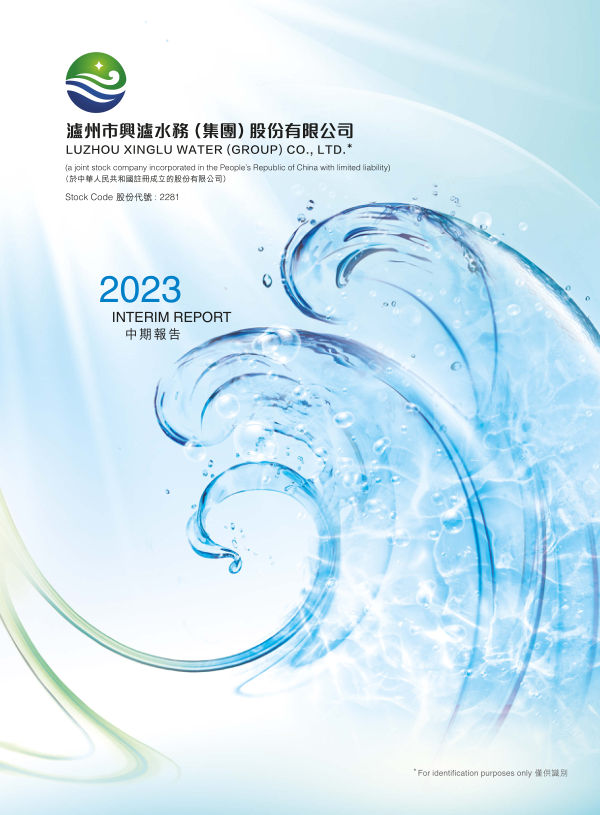 瀘州市興瀘水務（集團）股份有限公司
LUZHOU XINGLU WATER (GROUP) CO., LTD.*
(a joint stock company incorporated in the People's Republic of China with limited liability)
（於中華人民共和國註冊成立的股份有限公司）
Stock Code 股份代號 : 2281
2023
INTERIM REPORT
中期報告
* For identification purposes only 僅供識別